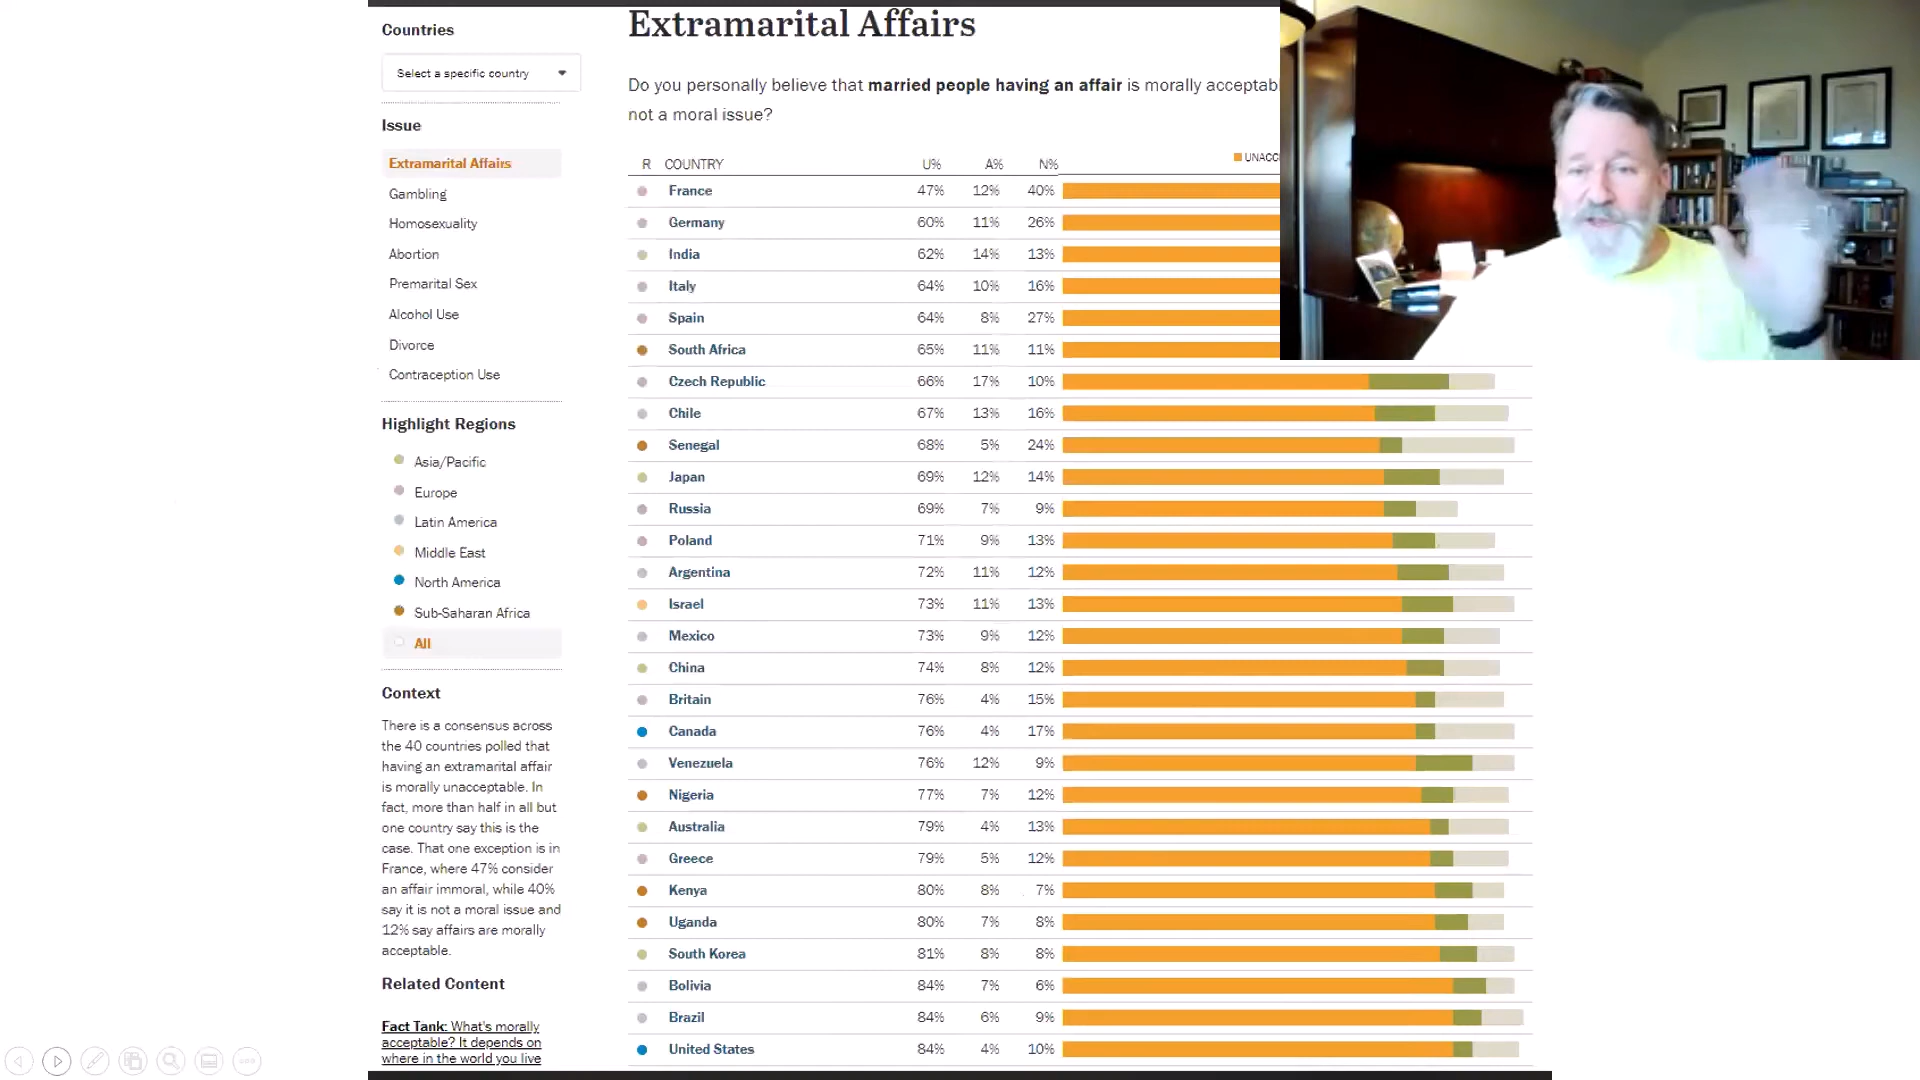 Countries
Select a specific country
Issue
Extramarital Affairs
Gambling
Homosexuality
Abortion
Premarital Sex
Alcohol Use
Divorce
Contraception Use
Highlight Regions
Asia/Pacific
Europe
Latin America
Middle East
North America
Sub-Saharan Africa
All
Context
There is a consensus across
the 40 countries polled that
having an extramarital affair
is morally unacceptable. In
fact, more than half in all but
one country say this is the
case. That one exception is in
France, where 47% consider
an affair immoral, while 40%
say it is not a moral issue and
12% say affairs are morally
acceptable.
Related Content
Fact Tank: What's morally
acceptable? It depends on
where in the world you live
Extramarital Affairs
Do you personally believe that married people having an affair is morally acceptabl
not a moral issue?
R COUNTRY U% A% N% UNACC
France 47% 12% 40%
Germany 60% 11% 26%
India 62% 14% 13%
Italy 64% 10% 16%
Spain 64% 8% 27%
South Africa 65% 11% 11%
Czech Republic 66% 17% 10%
Chile 67% 13% 16%
Senegal 68% 5% 24%
Japan 69% 12% 14%
Russia 69% 7% 9%
Poland 71% 9% 13%
Argentina 72% 11% 12%
Israel 73% 11% 13%
Mexico 73% 9% 12%
China 74% 8% 12%
Britain 76% 4% 15%
Canada 76% 4% 17%
Venezuela 76% 12% 9%
Nigeria 77% 7% 12%
Australia 79% 4% 13%
Greece 79% 5% 12%
Kenya 80% 8% 7%
Uganda 80% 7% 8%
South Korea 81% 8% 8%
Bolivia 84% 7% 6%
Brazil 84% 6% 9%
United States 84% 4% 10%